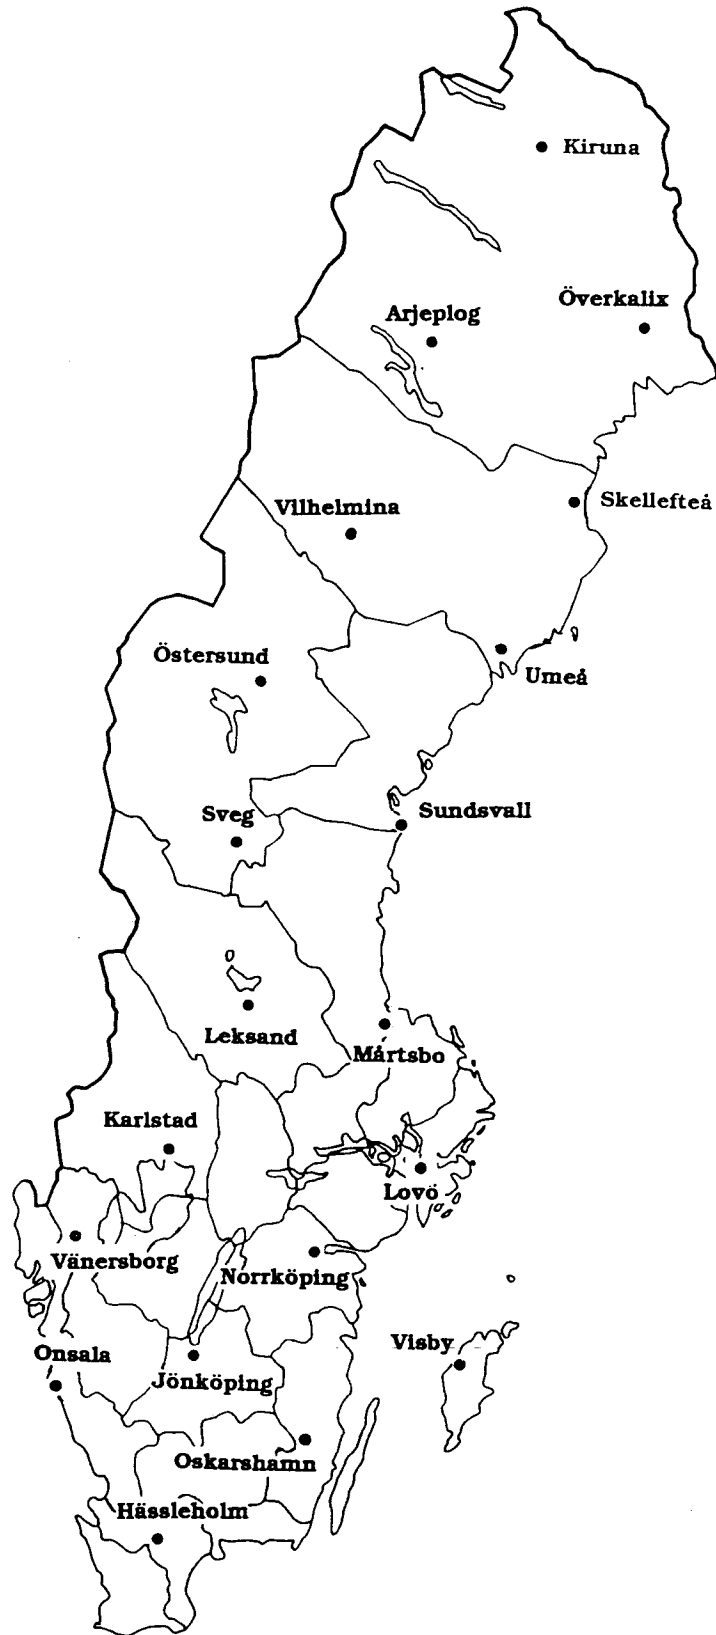 Kiruna
Överkalix
Arjeplog
Skellefteå
Vilhelmina
Östersund
Umeå
Sveg
Sundsvall
Leksand
Mårtsbo
Karlstad
Lovö
Vänersborg
Norrköping
Visby
Onsala
Jönköping
Oskarshamn
Hässleholm